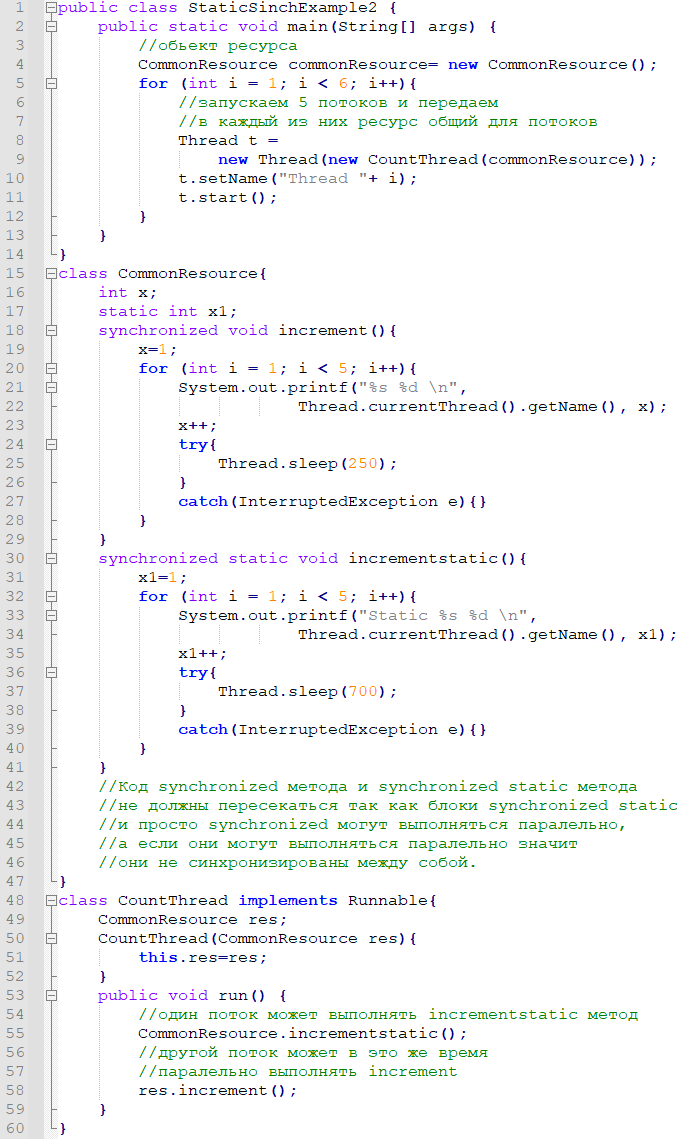 1 public class StaticSinchExample2 {
2 public static void main(String[] args) {
3 //обьект ресурса
4 CommonResource commonResource= new CommonResource();
5 for (int i = 1; i < 6; i++){
6 //запускаем 5 потоков и передаем
7 //в каждый из них ресурс общий для потоков
8 Thread t =
9 new Thread(new CountThread(commonResource));
10 t.setName("Thread "+ i);
11 t.start();
12 }
13 }
14 }
15 class CommonResource{
16 int x;
17 static int x1;
18 synchronized void increment(){
19 x=1;
20 for (int i = 1; i < 5; i++){
21 System.out.printf("%s %d \n",
22 Thread.currentThread().getName(), x);
23 x++;
24 try{
25 Thread.sleep(250);
26 }
27 catch(InterruptedException e){}
28 }
29 }
30 synchronized static void incrementstatic(){
31 x1=1;
32 for (int i = 1; i < 5; i++){
33 System.out.printf("Static %s %d \n",
34 Thread.currentThread().getName(), x1);
35 x1++;
36 try{
37 Thread.sleep(700);
38 }
39 catch(InterruptedException e){}
40 }
41 }
42 //Код synchronized метода и synchronized static метода
43 //не должны пересекаться так как блоки synchronized static
44 //и просто synchronized могут выполняться паралельно,
45 //а если они могут выполняться паралельно значит
46 //они не синхронизированы между собой.
47 }
48 class CountThread implements Runnable{
49 CommonResource res;
50 CountThread(CommonResource res){
51 this.res=res;
52 }
53 public void run() {
54 //один поток может выполнять incrementstatic метод
55 CommonResource.incrementstatic();
56 //другой поток может в это же время
57 //паралельно выполнять increment
58 res.increment();
59 }
60 }